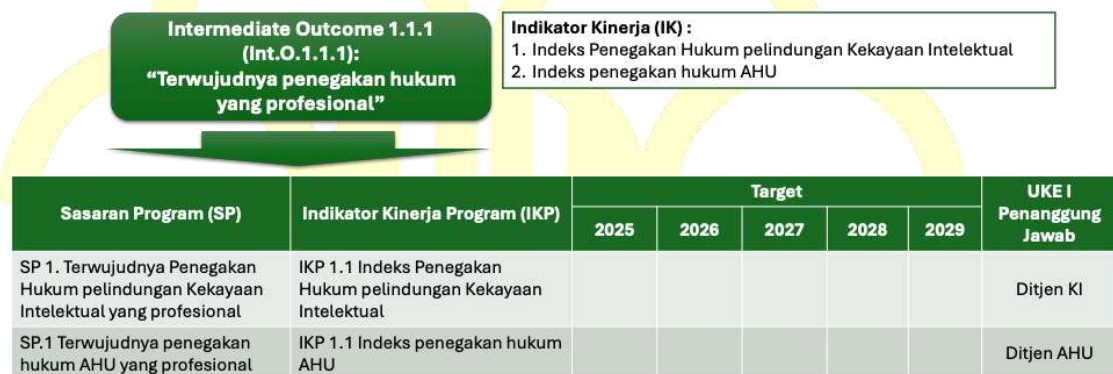 Intermediate Outcome 1.1.1
(Int.O.1.1.1):
“Terwujudnya penegakan hukum
yang profesional”
Indikator Kinerja (IK) :
1. Indeks Penegakan Hukum pelindungan Kekayaan Intelektual
2. Indeks penegakan hukum AHU
Sasaran Program (SP)
Indikator Kinerja Program (IKP)
Target
2025
2026
2027
2028
2029
UKE I
Penanggung
Jawab
SP 1. Terwujudnya Penegakan
Hukum pelindungan Kekayaan
Intelektual yang profesional
IKP 1.1 Indeks Penegakan
Hukum pelindungan Kekayaan
Intelektual
Ditjen KI
SP.1 Terwujudnya penegakan
hukum AHU yang profesional
IKP 1.1 Indeks penegakan hukum
AHU
Ditjen AHU